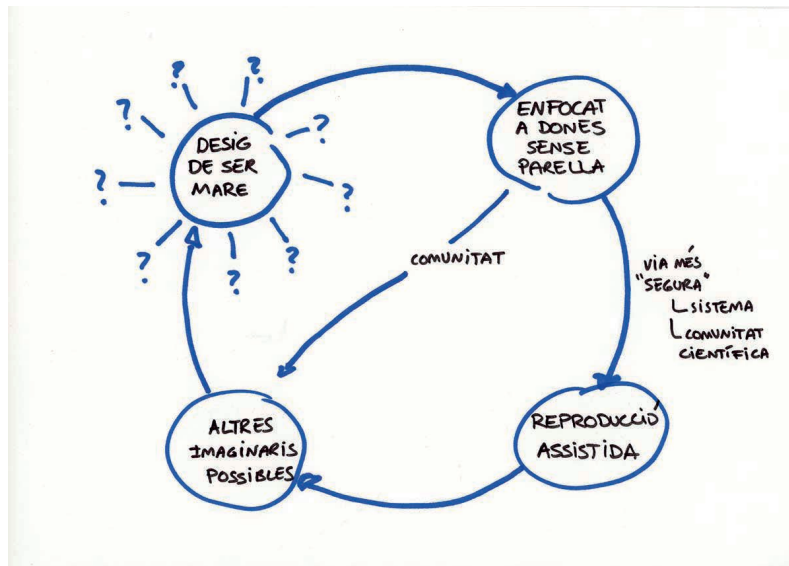 ? ? ? ? ? ? ? ? ? ?
DESIG
DE SER
MARE
ENFOCAT
A DONES
SENSE
PARELLA
COMUNITAT
VIA MÉS
"SEGURA"
SISTEMA
COMUNITAT
CIENTÍFICA
REPRODUCCIÓ
ASSISTIDA
ALTRES
IMAGINARIS
POSSIBLES